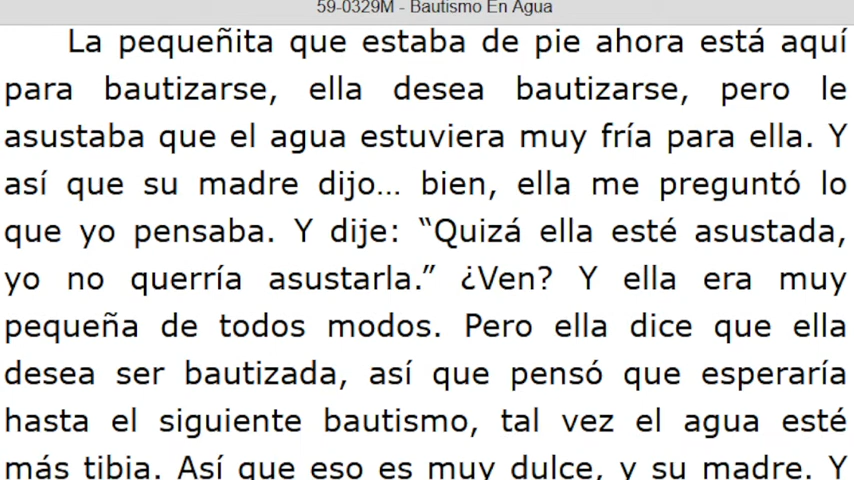 59-0329M - Bautismo En Agua
La pequeñita que estaba de pie ahora está aquí
para bautizarse, ella desea bautizarse, pero le
asustaba que el agua estuviera muy fría para ella. Y
así que su madre dijo… bien, ella me preguntó lo
que yo pensaba. Y dije: “Quizá ella esté asustada,
yo no querría asustarla.” ¿Ven? Y ella era muy
pequeña de todos modos. Pero ella dice que ella
desea ser bautizada, así que pensó que esperaría
hasta el siguiente bautismo, tal vez el agua esté
más tibia. Así que eso es muy dulce, y su madre. Y